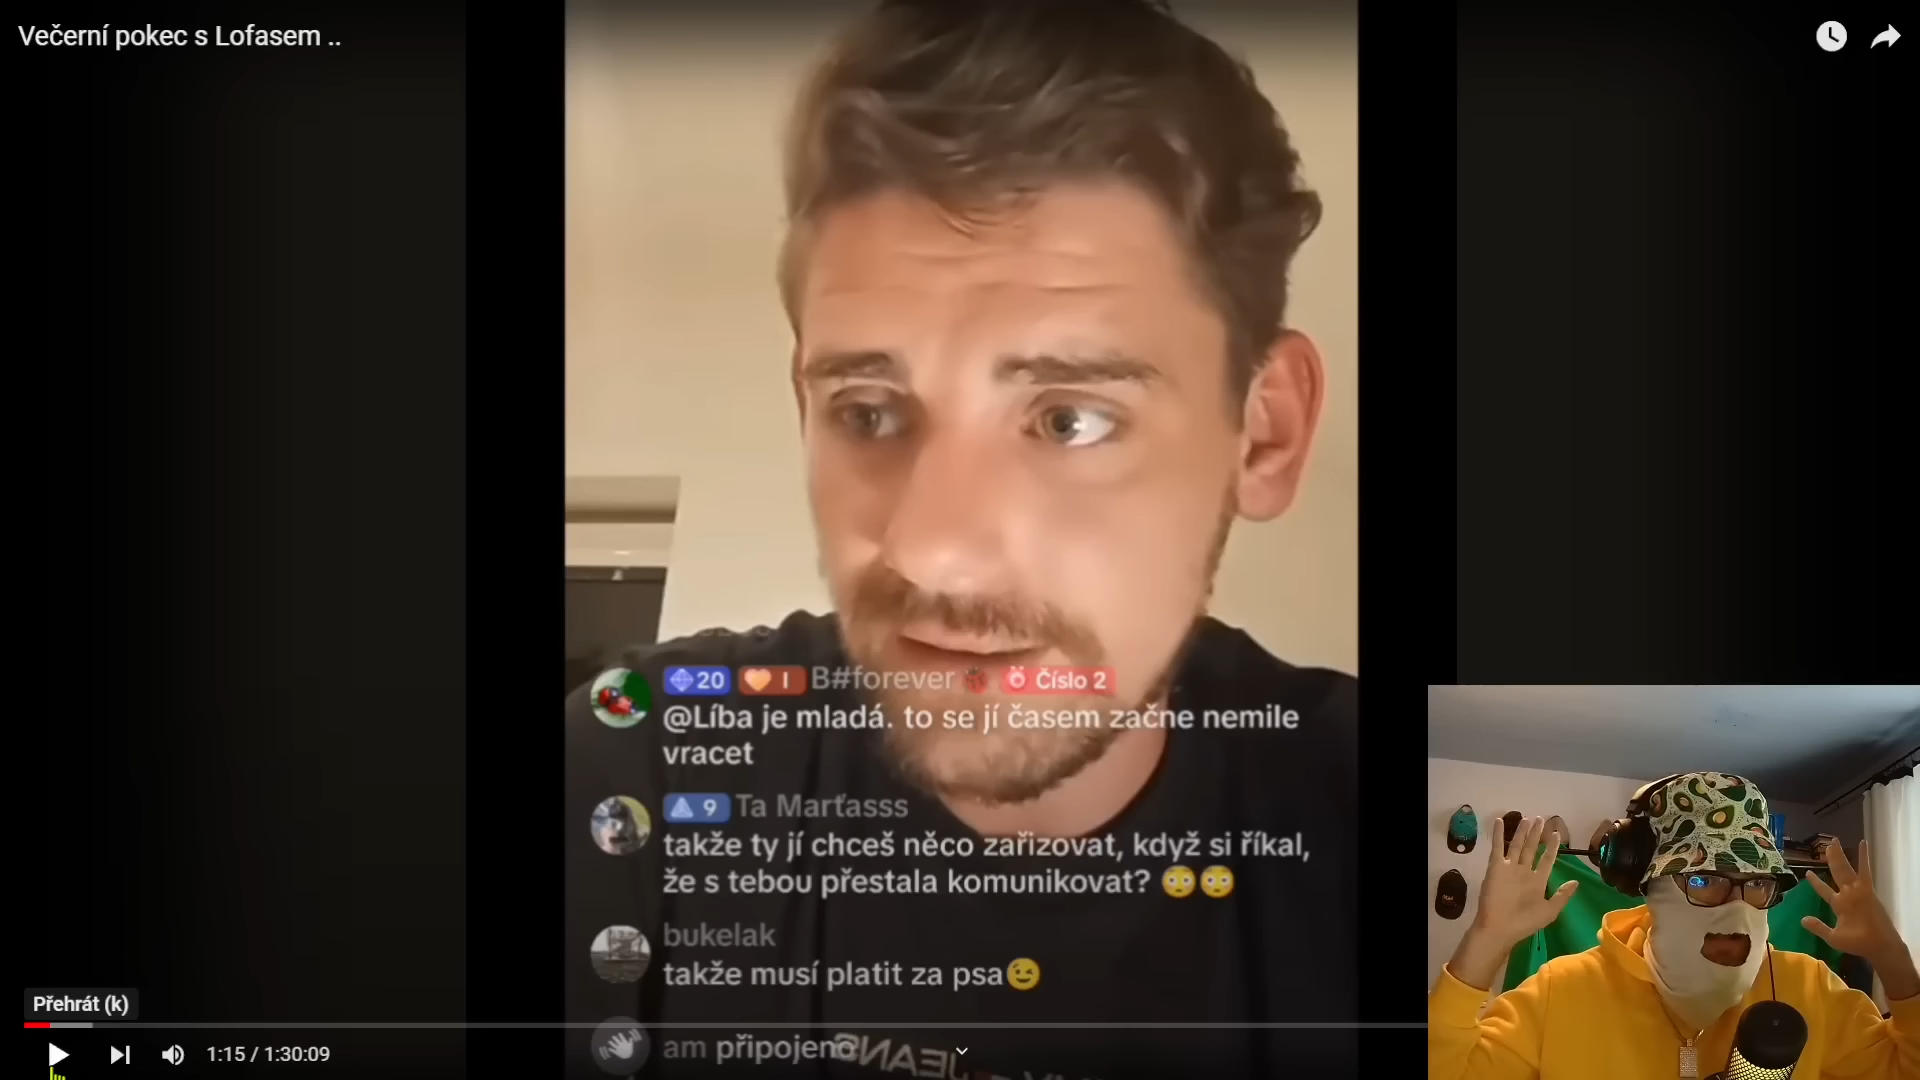 Večerní pokec s Lofasem ..
20 I B#forever Číslo 2
@Líba je mladá. to se jí časem začne nemile
vracet
9 Ta Marťasss
takže ty jí chceš něco zařizovat, když si říkal,
že s tebou přestala komunikovat? 😳😳
bukelak
takže musí platit za psa😉
am připojeno
JEANS
Přehrát (k)
1:15 / 1:30:09